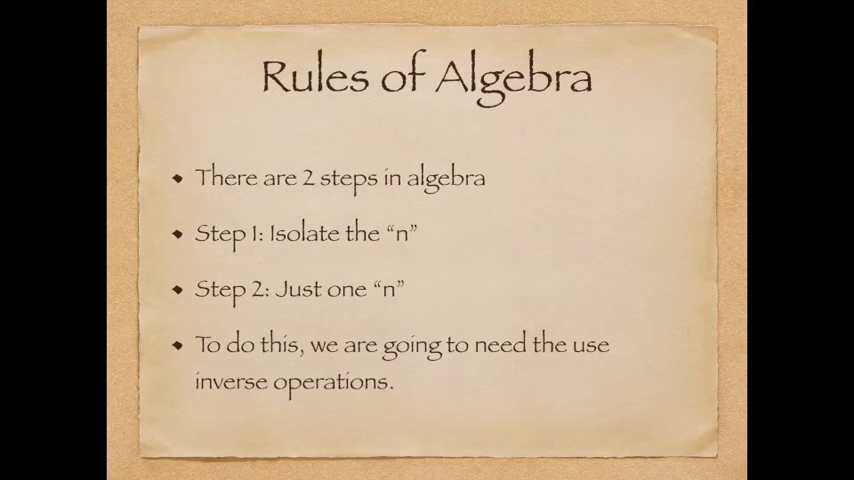 Rules of Algebra
• There are 2 steps in algebra
• Step 1: Isolate the “n”
• Step 2: Just one “n”
• To do this, we are going to need the use
inverse operations.